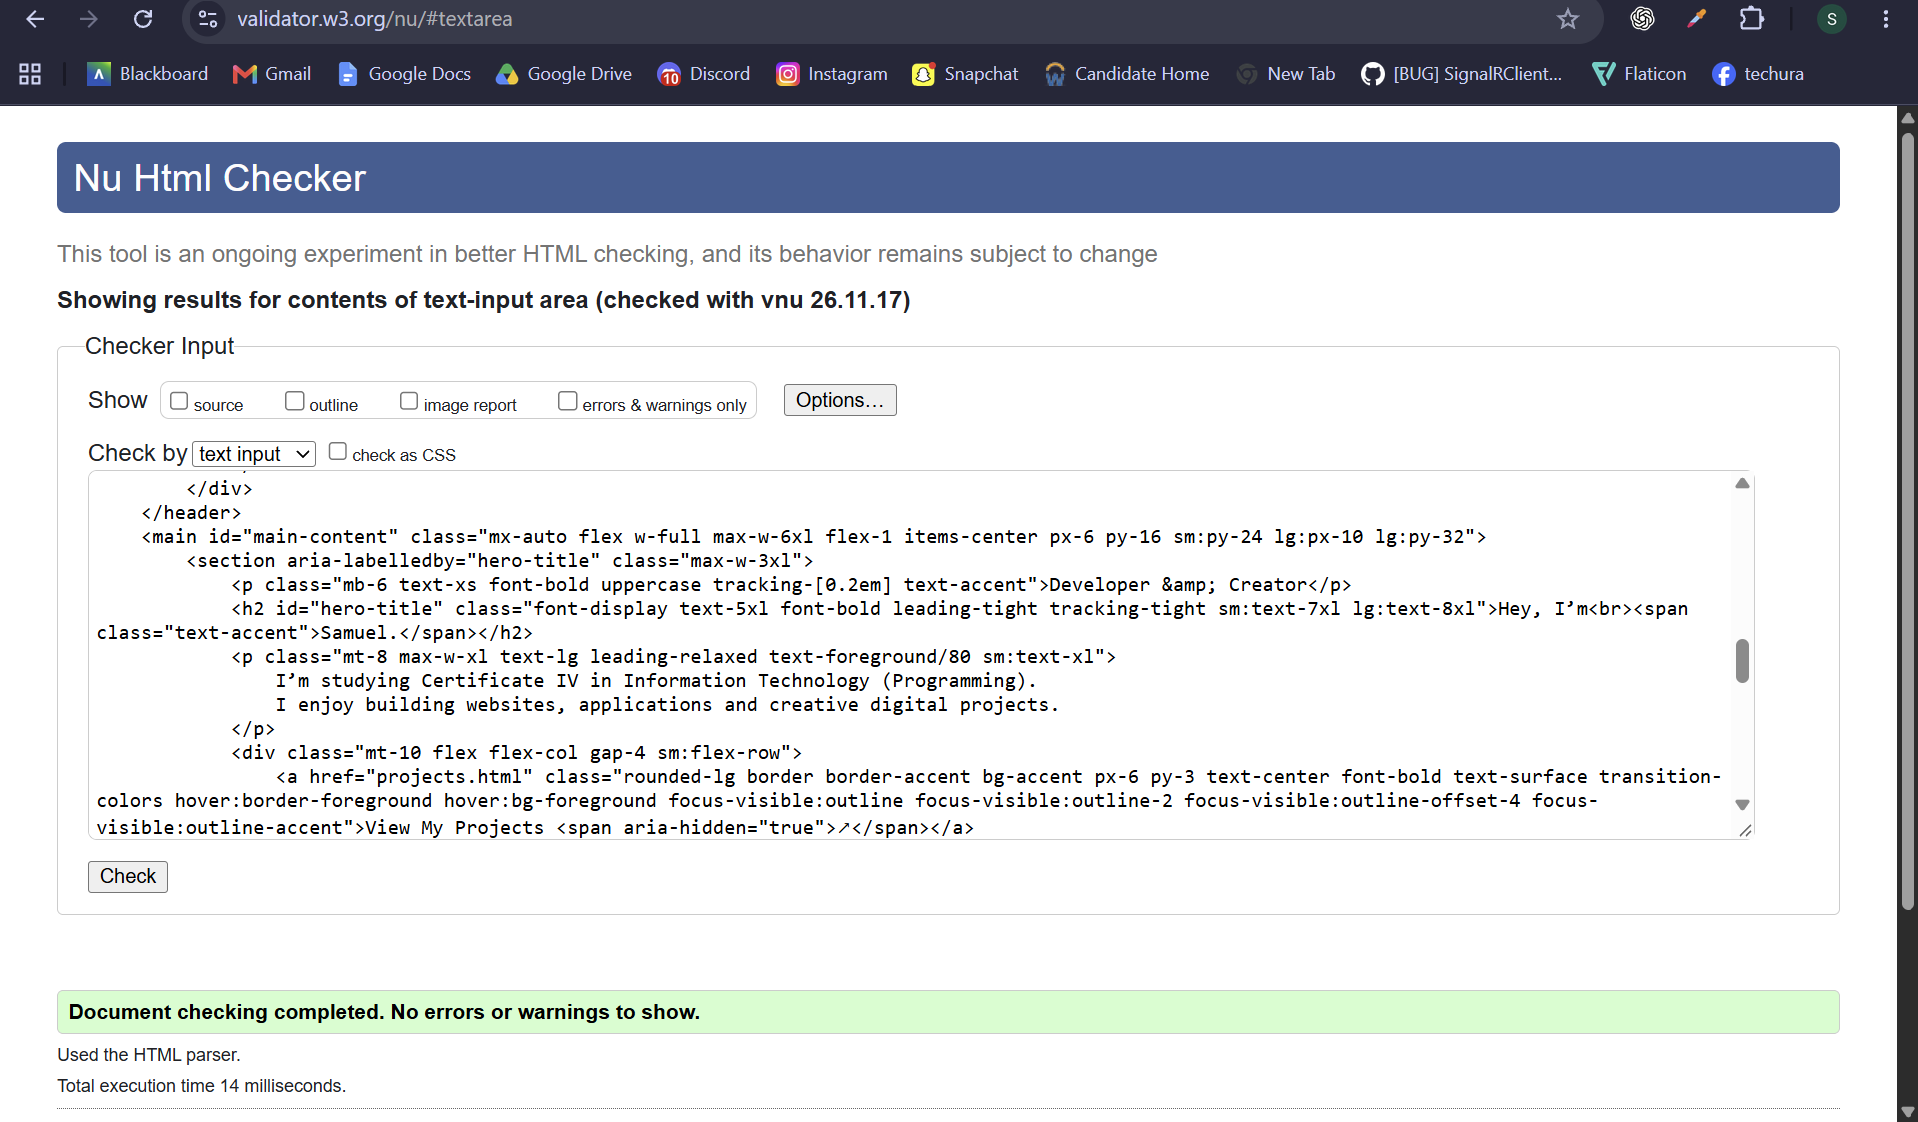 validator.w3.org/nu/#textarea
S
Blackboard Gmail Google Docs Google Drive 10 Discord Instagram Snapchat Candidate Home New Tab [BUG] SignalRClient... Flaticon techura
Nu Html Checker
This tool is an ongoing experiment in better HTML checking, and its behavior remains subject to change
Showing results for contents of text-input area (checked with vnu 26.11.17)
Checker Input
Show source outline image report errors & warnings only Options…
Check by text input check as CSS
</div>
</header>
<main id="main-content" class="mx-auto flex w-full max-w-6xl flex-1 items-center px-6 py-16 sm:py-24 lg:px-10 lg:py-32">
<section aria-labelledby="hero-title" class="max-w-3xl">
<p class="mb-6 text-xs font-bold uppercase tracking-[0.2em] text-accent">Developer &amp; Creator</p>
<h2 id="hero-title" class="font-display text-5xl font-bold leading-tight tracking-tight sm:text-7xl lg:text-8xl">Hey, I’m<br><span
class="text-accent">Samuel.</span></h2>
<p class="mt-8 max-w-xl text-lg leading-relaxed text-foreground/80 sm:text-xl">
I’m studying Certificate IV in Information Technology (Programming).
I enjoy building websites, applications and creative digital projects.
</p>
<div class="mt-10 flex flex-col gap-4 sm:flex-row">
<a href="projects.html" class="rounded-lg border border-accent bg-accent px-6 py-3 text-center font-bold text-surface transition-
colors hover:border-foreground hover:bg-foreground focus-visible:outline focus-visible:outline-2 focus-visible:outline-offset-4 focus-
visible:outline-accent">View My Projects <span aria-hidden="true">↗</span></a>
Check
Document checking completed. No errors or warnings to show.
Used the HTML parser.
Total execution time 14 milliseconds.